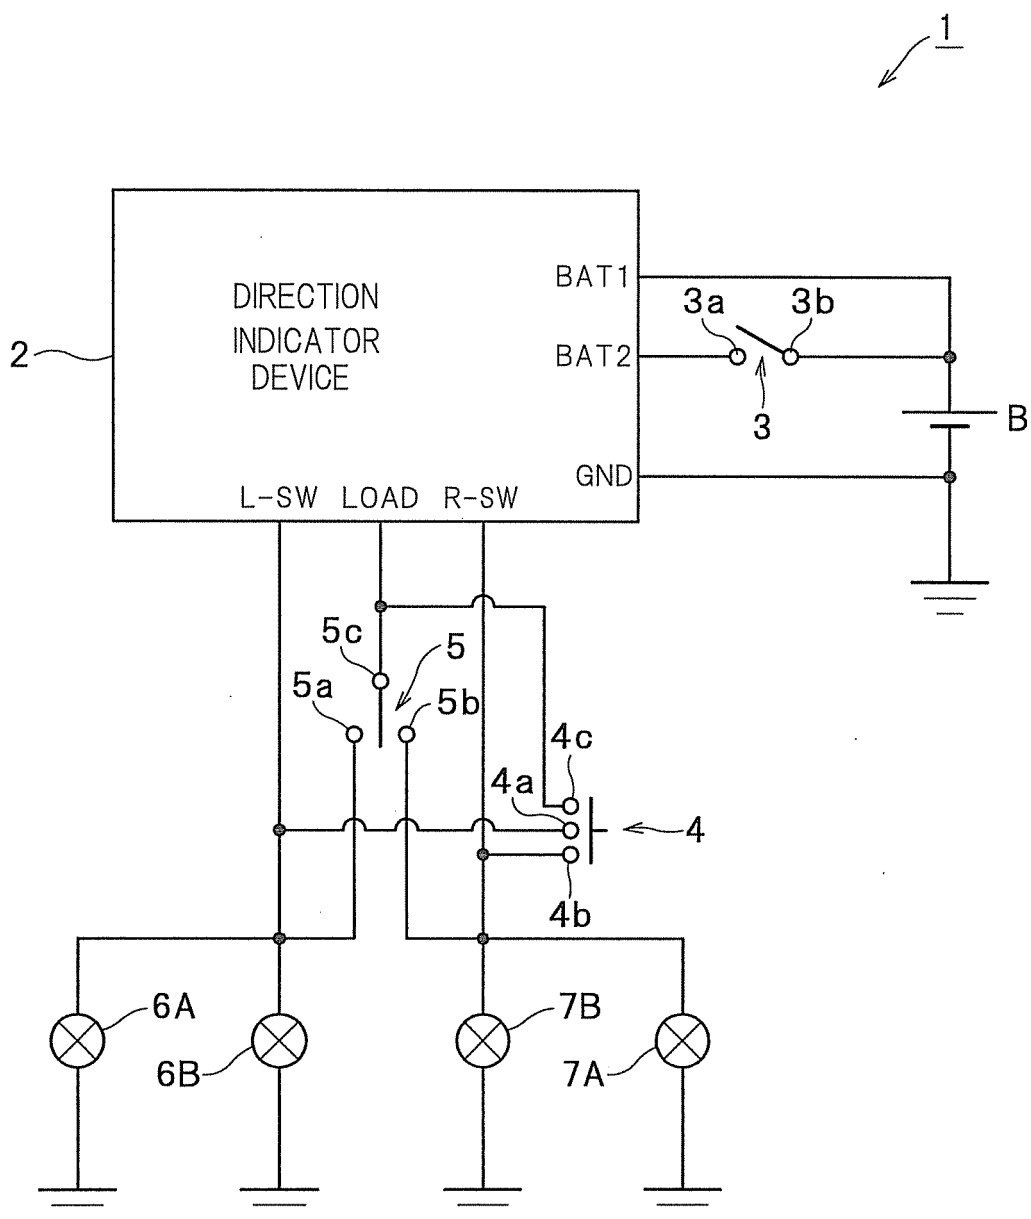 1
BAT1
DIRECTION
INDICATOR
DEVICE
3a
3b
2
BAT2
3
B
GND
L-SW
LOAD
R-SW
5c
5
5a
5b
4c
4a
4
4b
6A
7B
6B
7A